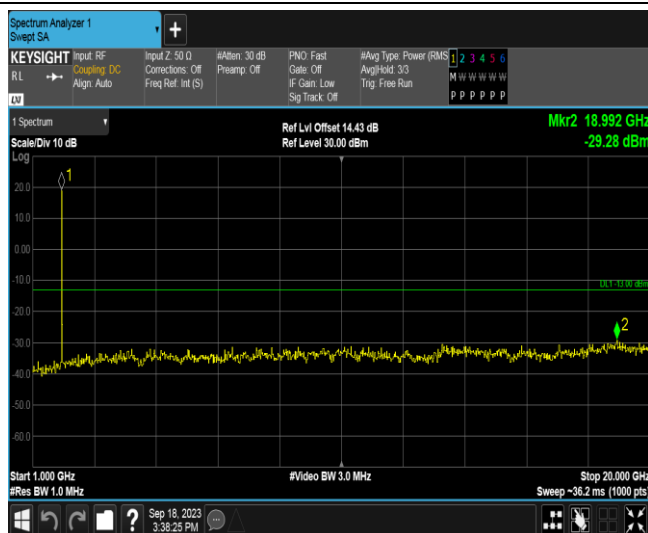 Spectrum Analyzer 1
Swept SA
+
KEYSIGHT
RL
LXI
Input: RF
Coupling: DC
Align: Auto
Input Z: 50 Ω
Corrections: Off
Freq Ref: Int (S)
#Atten: 30 dB
Preamp: Off
PNO: Fast
Gate: Off
IF Gain: Low
Sig Track: Off
#Avg Type: Power (RMS
Avg|Hold: 3/3
Trig: Free Run
1 2 3 4 5 6
M W W W W W
P P P P P P
1 Spectrum
Scale/Div 10 dB
Log
Ref Lvl Offset 14.43 dB
Ref Level 30.00 dBm
Mkr2 18.992 GHz
-29.28 dBm
1
20.0
10.0
0.00
-10.0
DL1 -13.00 dBm
-20.0
2
-30.0
-40.0
-50.0
-60.0
Start 1.000 GHz
#Res BW 1.0 MHz
#Video BW 3.0 MHz
Stop 20.000 GHz
Sweep ~36.2 ms (1000 pts)
?
Sep 18, 2023
3:38:25 PM